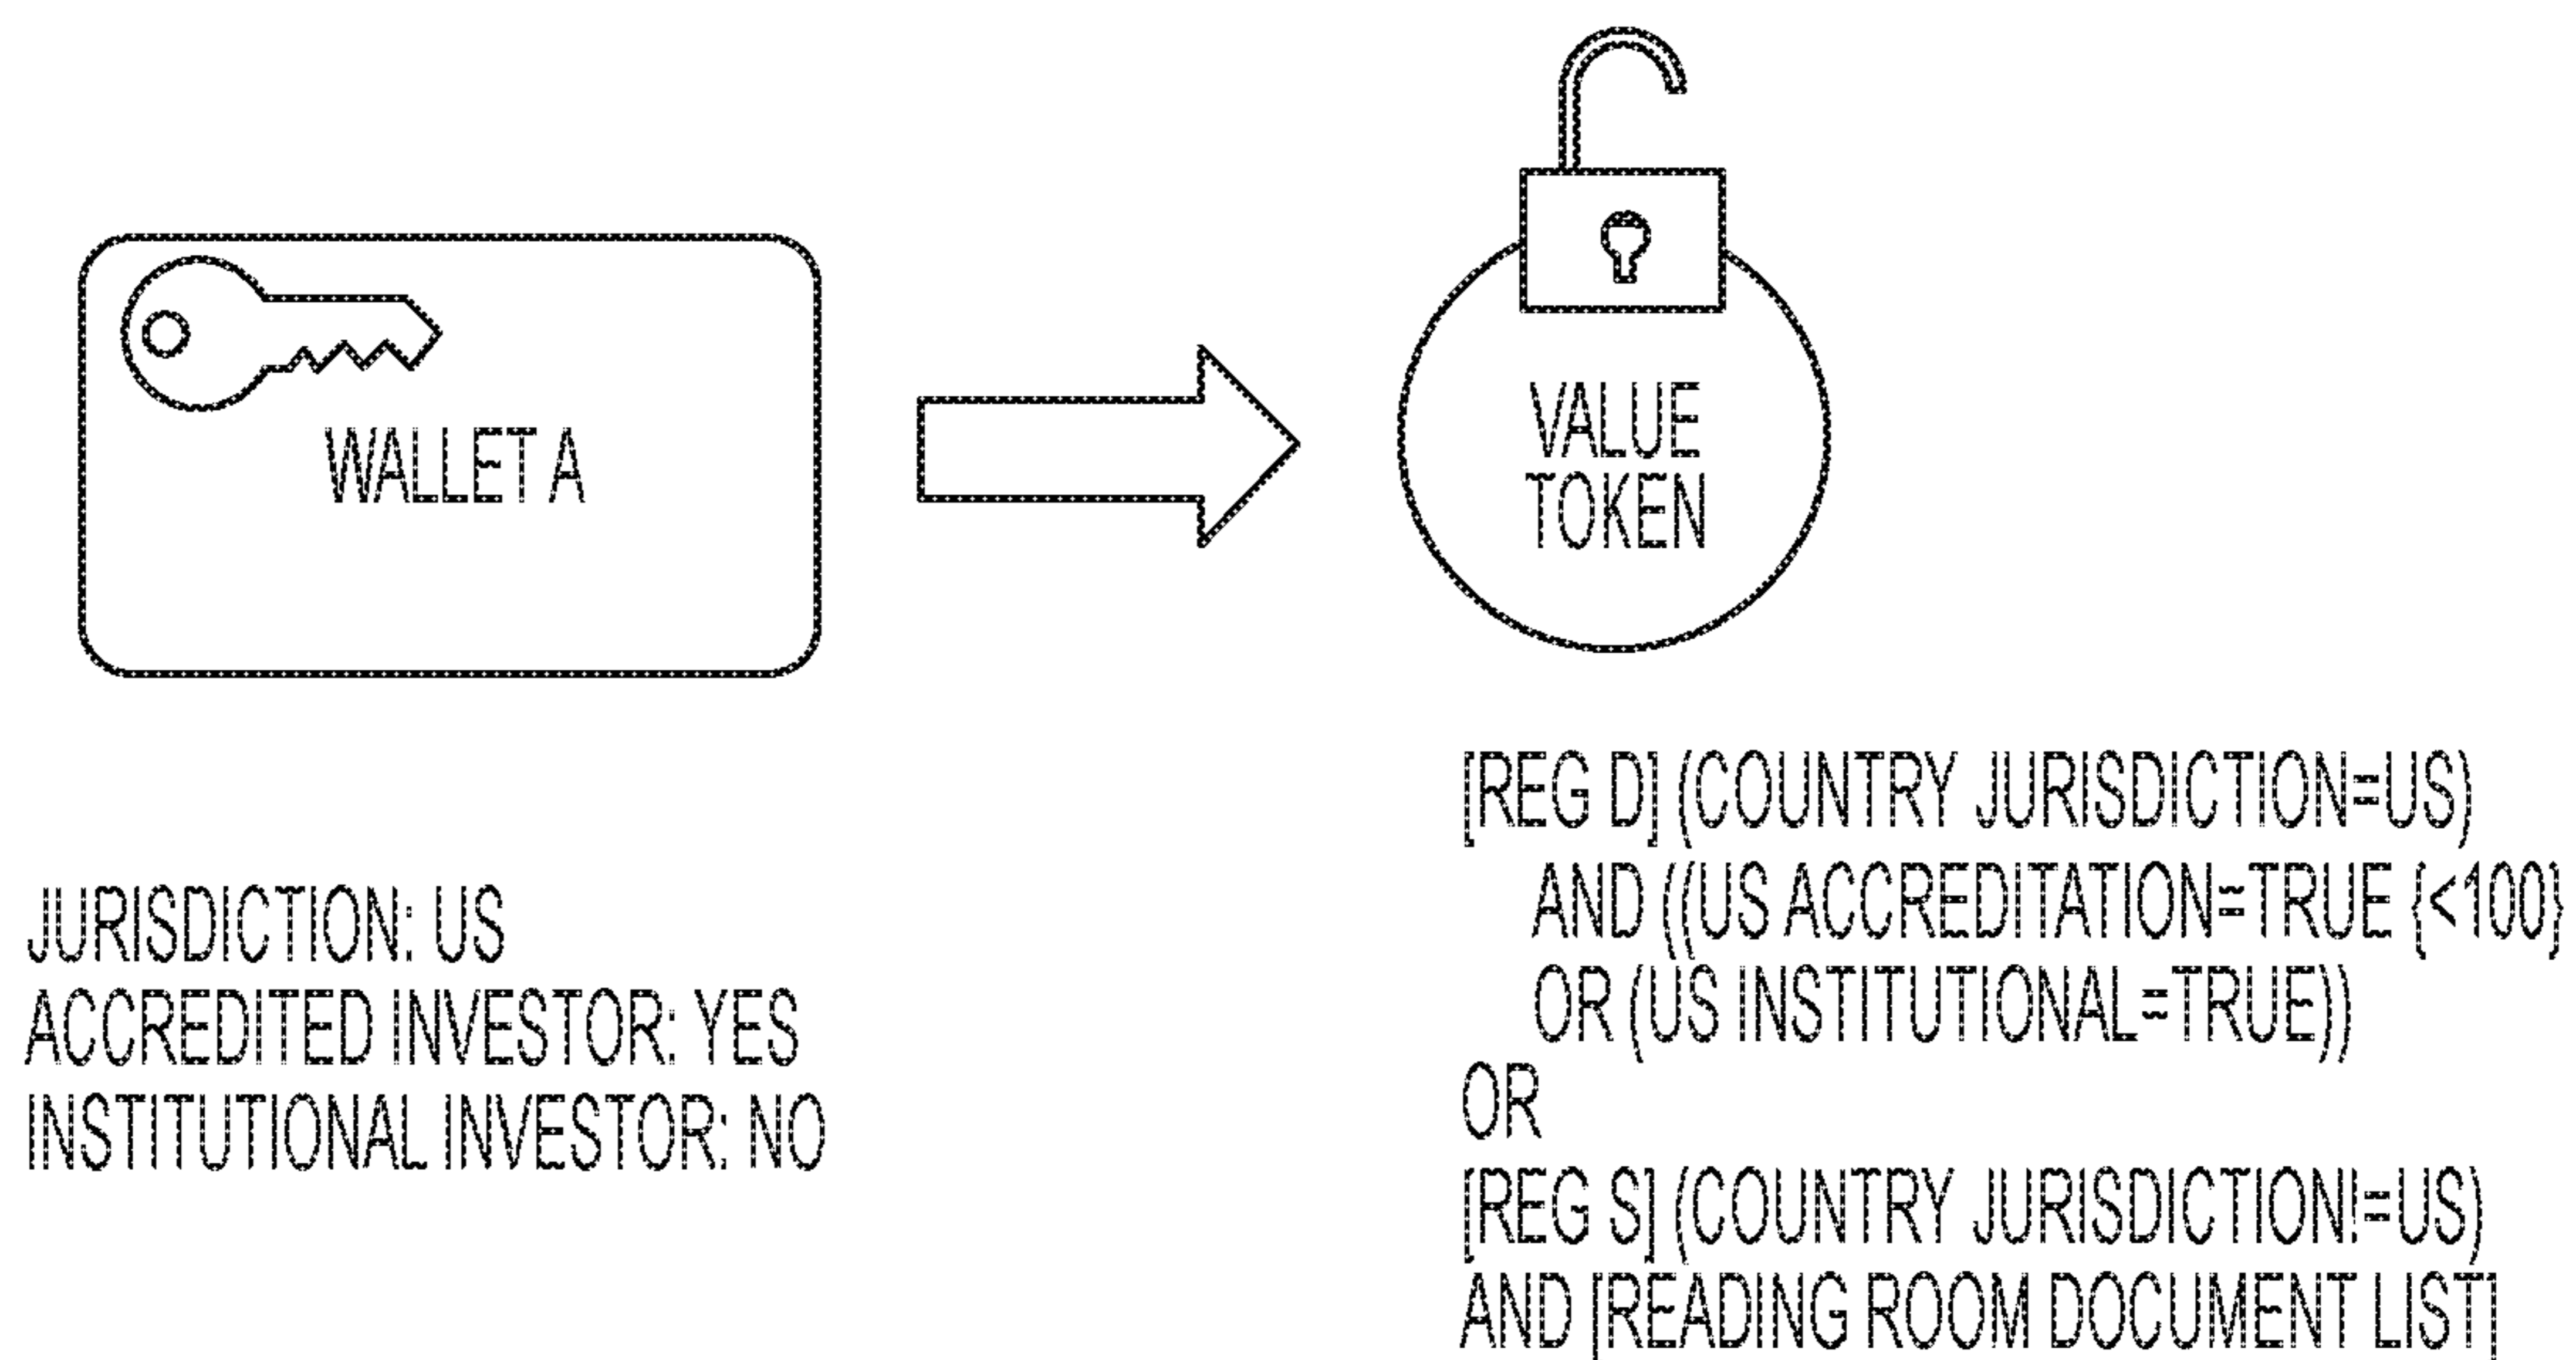 WALLET A
VALUE
TOKEN
JURISDICTION: US
ACCREDITED INVESTOR: YES
INSTITUTIONAL INVESTOR: NO
[REG D] (COUNTRY JURISDICTION=US)
AND ((US ACCREDITATION=TRUE {<100}
OR (US INSTITUTIONAL=TRUE))
OR
[REG S] (COUNTRY JURISDICTION!=US)
AND [READING ROOM DOCUMENT LIST]